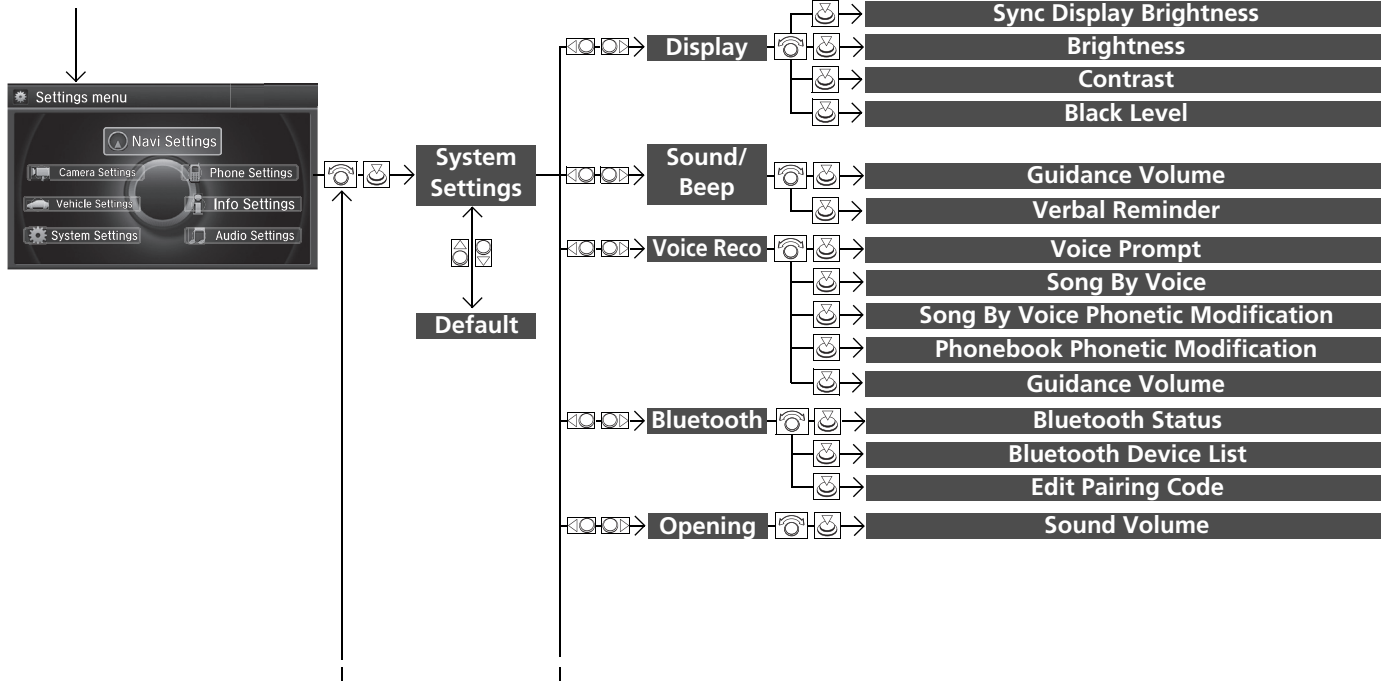 Settings menu
Navi Settings
Camera Settings
Phone Settings
Vehicle Settings
Info Settings
System Settings
Audio Settings
System
Settings
Default
Display
Sync Display Brightness
Brightness
Contrast
Black Level
Sound/
Beep
Guidance Volume
Verbal Reminder
Voice Reco
Voice Prompt
Song By Voice
Song By Voice Phonetic Modification
Phonebook Phonetic Modification
Guidance Volume
Bluetooth
Bluetooth Status
Bluetooth Device List
Edit Pairing Code
Opening
Sound Volume